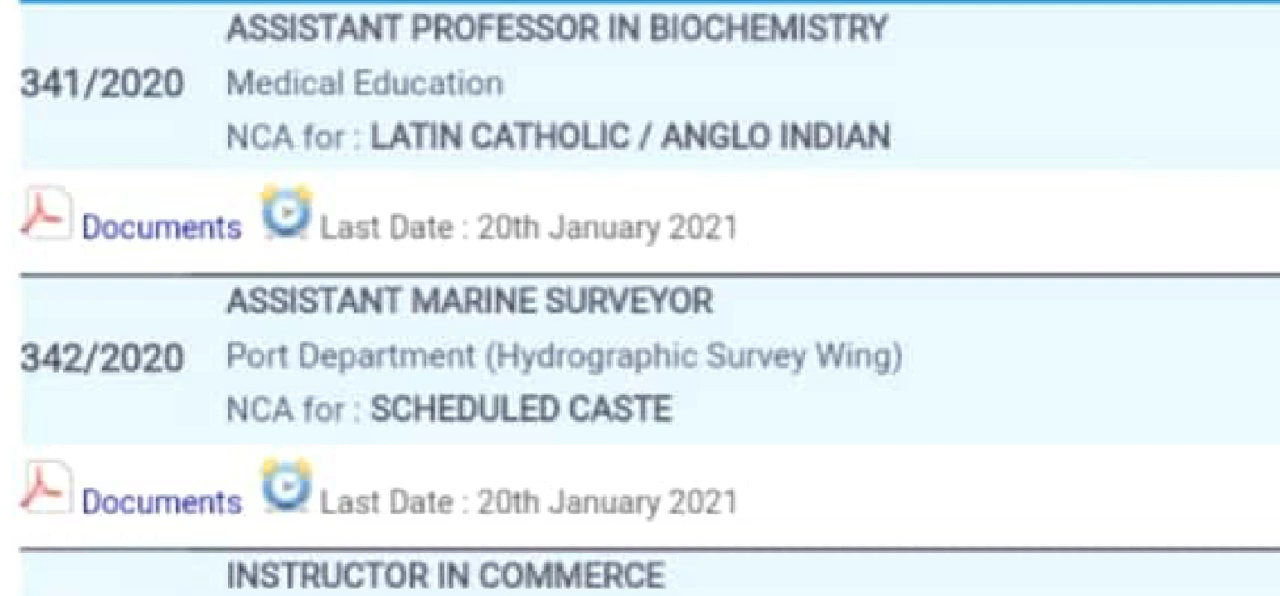 ASSISTANT PROFESSOR IN BIOCHEMISTRY
341/2020 Medical Education
NCA for : LATIN CATHOLIC / ANGLO INDIAN
Documents Last Date : 20th January 2021
ASSISTANT MARINE SURVEYOR
342/2020 Port Department (Hydrographic Survey Wing)
NCA for : SCHEDULED CASTE
Documents Last Date : 20th January 2021
INSTRUCTOR IN COMMERCE